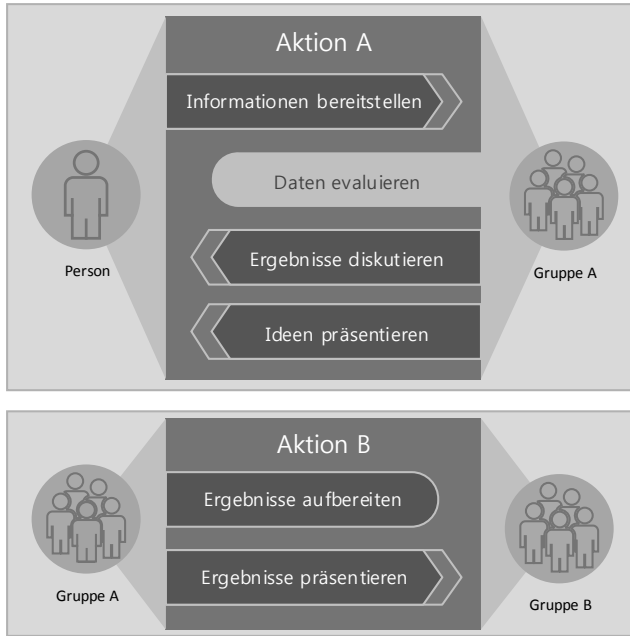 Aktion A
Informationen bereitstellen
Daten evaluieren
Ergebnisse diskutieren
Ideen präsentieren
Person
Gruppe A
Aktion B
Ergebnisse aufbereiten
Ergebnisse präsentieren
Gruppe A
Gruppe B